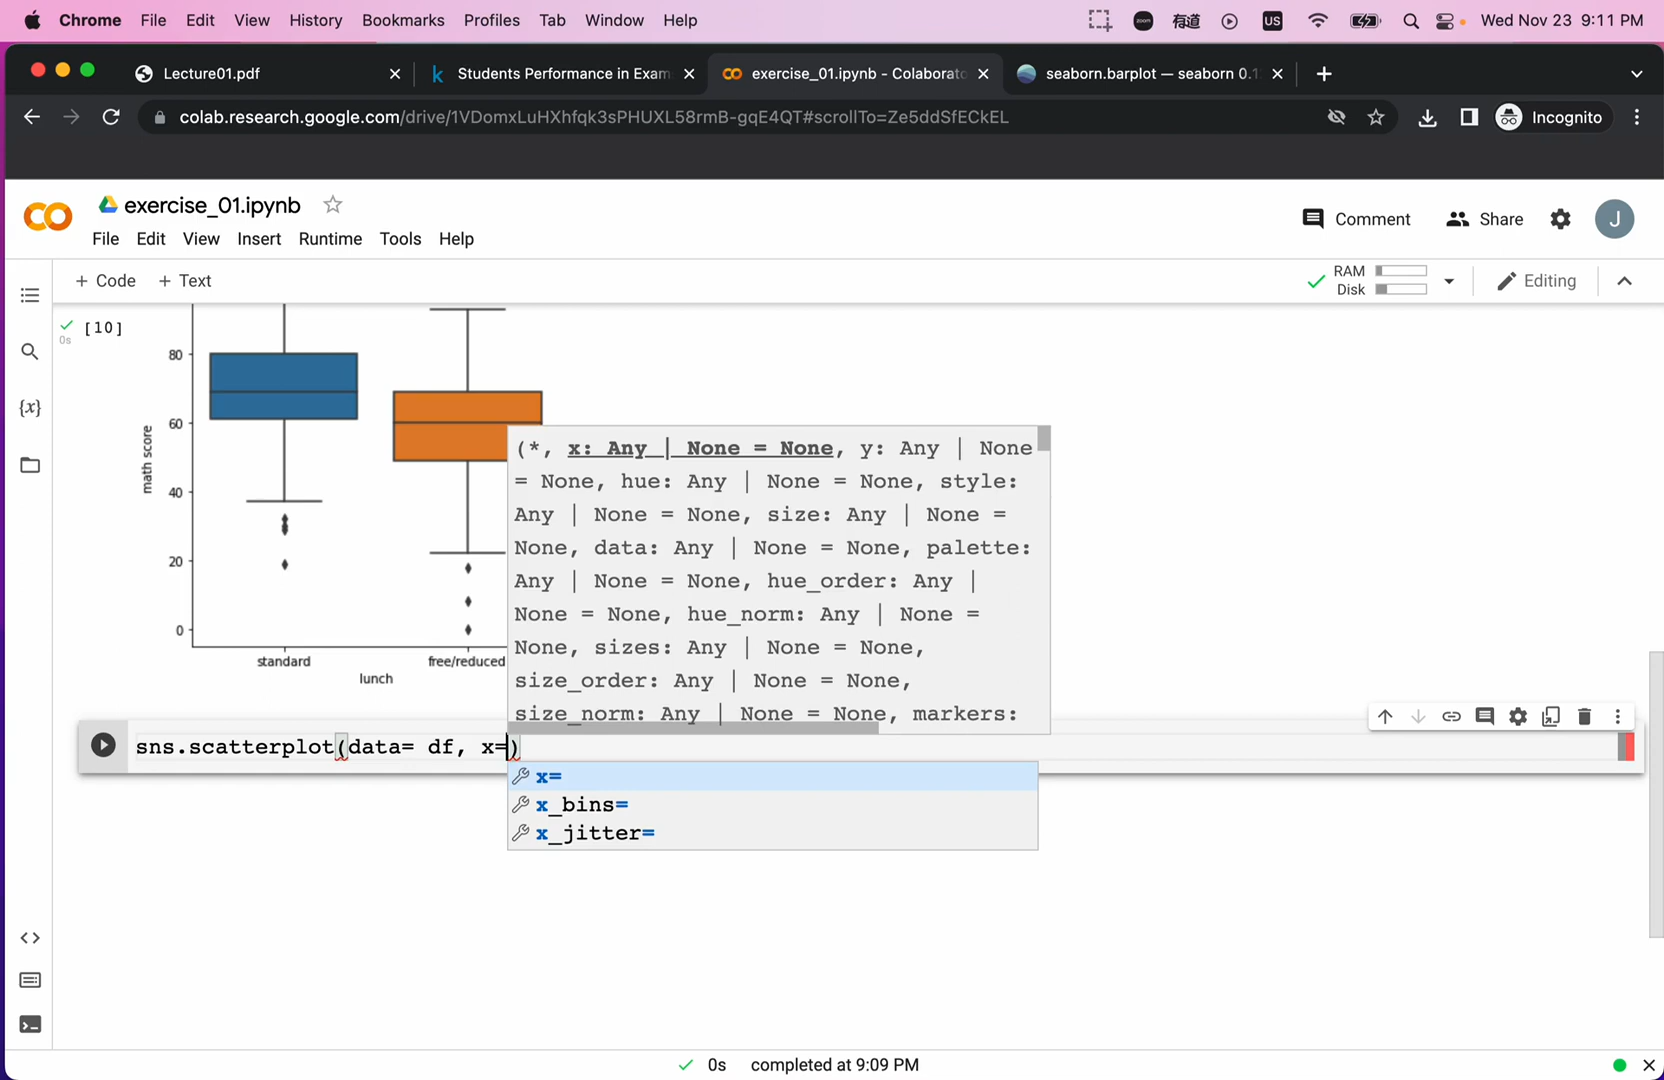 Chrome File Edit View History Bookmarks Profiles Tab Window Help zoom 有道 US Wed Nov 23 9:11 PM
Lecture01.pdf Students Performance in Exam exercise_01.ipynb - Colaborato seaborn.barplot — seaborn 0.1
colab.research.google.com/drive/1VDomxLuHXhfqk3sPHUXL58rmB-gqE4QT#scrollTo=Ze5ddSfECkEL Incognito
exercise_01.ipynb
Comment Share J
File Edit View Insert Runtime Tools Help
+ Code + Text
RAM
Disk
Editing
[10]
0s
80
60
40
20
0
math score
standard free/reduced
lunch
(*, x: Any | None = None, y: Any | None
= None, hue: Any | None = None, style:
Any | None = None, size: Any | None =
None, data: Any | None = None, palette:
Any | None = None, hue_order: Any |
None = None, hue_norm: Any | None =
None, sizes: Any | None = None,
size_order: Any | None = None,
size_norm: Any | None = None, markers:
sns.scatterplot(data= df, x=)
x=
x_bins=
x_jitter=
{x}
0s completed at 9:09 PM